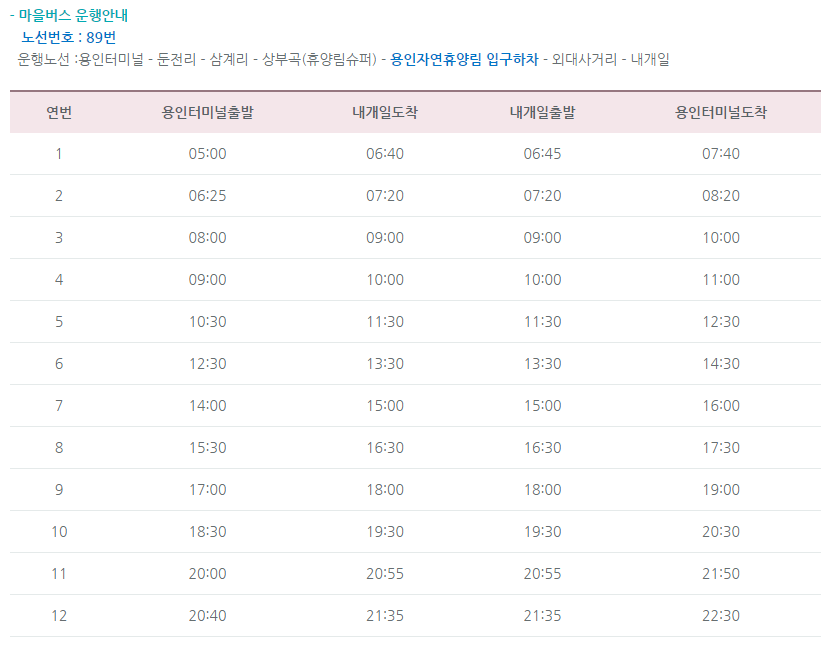 - 마을버스 운행안내
노선번호 : 89번
운행노선 :용인터미널 - 둔전리 - 삼계리 - 상부곡(휴양림슈퍼) - 용인자연휴양림 입구하차 - 외대사거리 - 내개일
연번 용인터미널출발 내개일도착 내개일출발 용인터미널도착
1 05:00 06:40 06:45 07:40
2 06:25 07:20 07:20 08:20
3 08:00 09:00 09:00 10:00
4 09:00 10:00 10:00 11:00
5 10:30 11:30 11:30 12:30
6 12:30 13:30 13:30 14:30
7 14:00 15:00 15:00 16:00
8 15:30 16:30 16:30 17:30
9 17:00 18:00 18:00 19:00
10 18:30 19:30 19:30 20:30
11 20:00 20:55 20:55 21:50
12 20:40 21:35 21:35 22:30